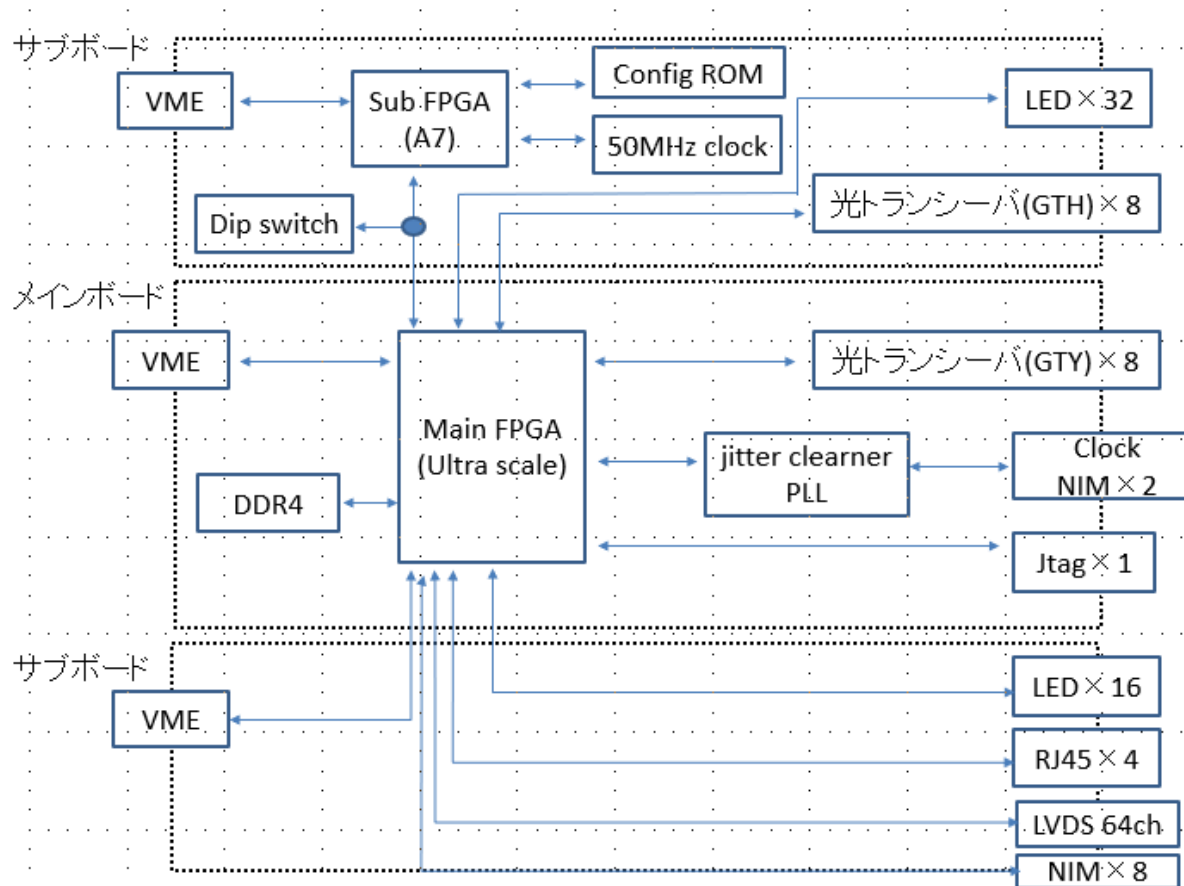 サブボード
VME
Sub FPGA
(A7)
Config ROM
50MHz clock
LED×32
Dip switch
光トランシーバ(GTH)×8
メインボード
VME
Main FPGA
(Ultra scale)
光トランシーバ(GTY)×8
jitter clearner
PLL
Clock
NIM×2
DDR4
Jtag×1
サブボード
VME
LED×16
RJ45×4
LVDS 64ch
NIM×8